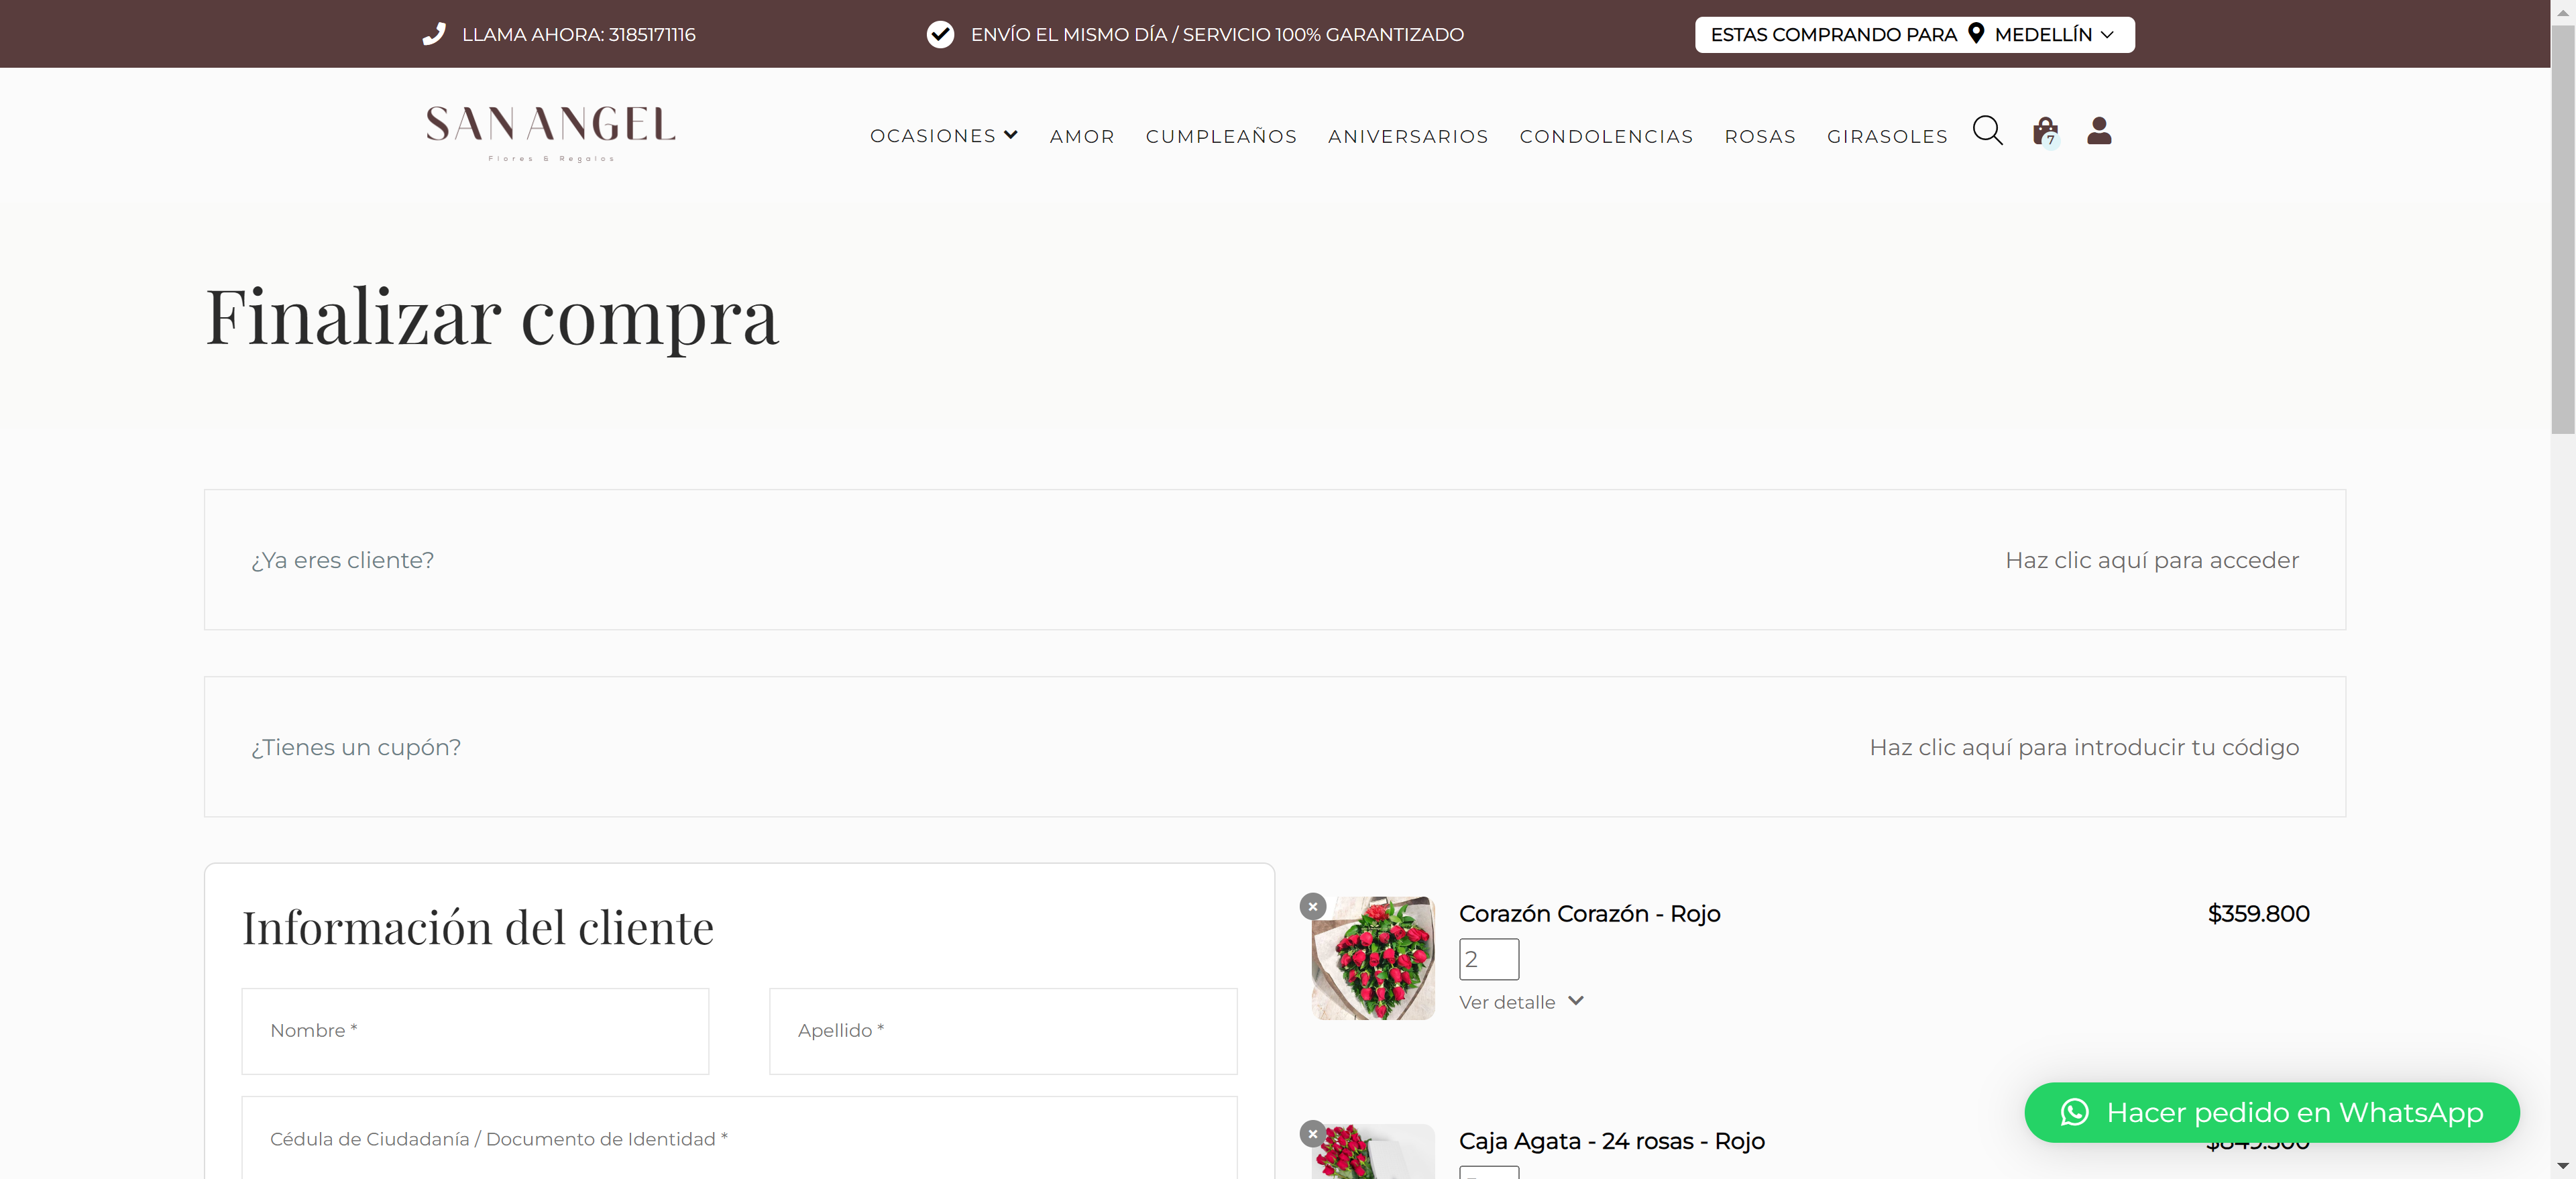 LLAMA AHORA: 3185171116
ENVÍO EL MISMO DÍA / SERVICIO 100% GARANTIZADO
ESTAS COMPRANDO PARA MEDELLÍN
SAN ANGEL
Flores & Regalos
OCASIONES
AMOR
CUMPLEAÑOS
ANIVERSARIOS
CONDOLENCIAS
ROSAS
GIRASOLES
7
Finalizar compra
¿Ya eres cliente?
Haz clic aquí para acceder
¿Tienes un cupón?
Haz clic aquí para introducir tu código
Información del cliente
Nombre *
Apellido *
Cédula de Ciudadanía / Documento de Identidad *
Corazón Corazón - Rojo
$359.800
2
Ver detalle
Caja Agata - 24 rosas - Rojo
Hacer pedido en WhatsApp